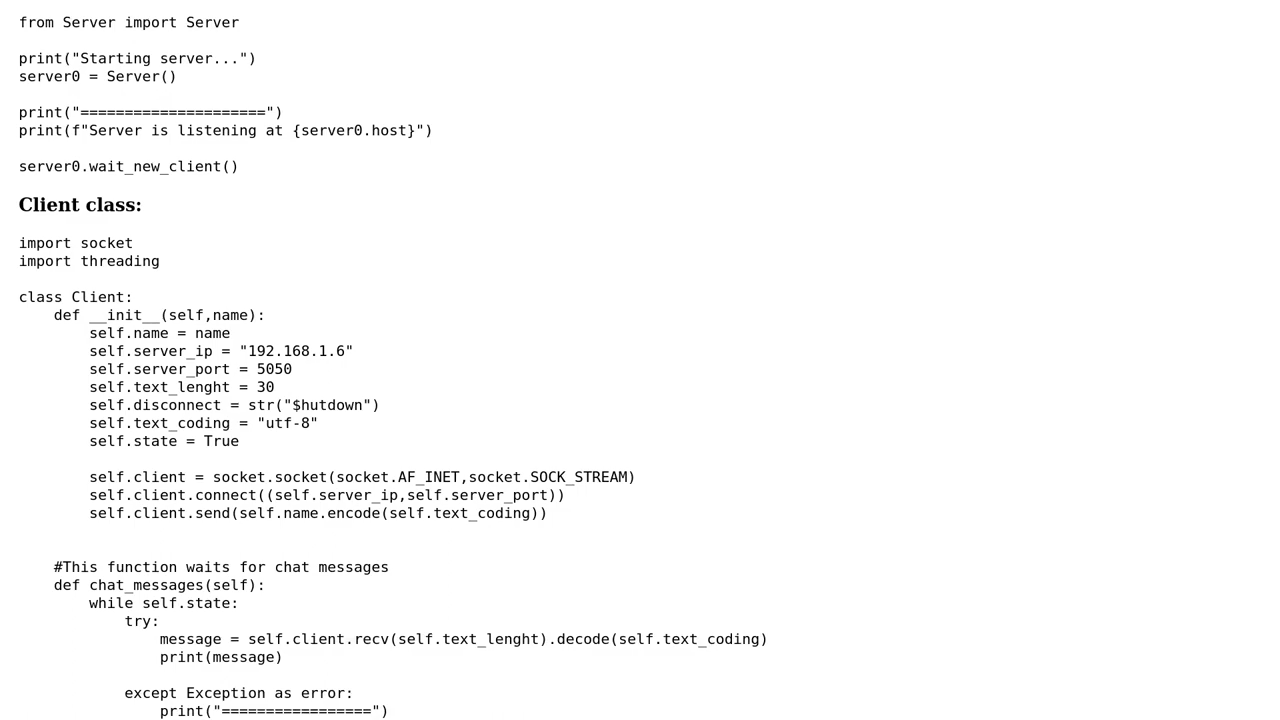 from Server import Server
print("Starting server...")
server0 = Server()
print("=====================")
print(f"Server is listening at {server0.host}")
server0.wait_new_client()
Client class:
import socket
import threading
class Client:
    def __init__(self,name):
        self.name = name
        self.server_ip = "192.168.1.6"
        self.server_port = 5050
        self.text_lenght = 30
        self.disconnect = str("$hutdown")
        self.text_coding = "utf-8"
        self.state = True
        self.client = socket.socket(socket.AF_INET,socket.SOCK_STREAM)
        self.client.connect((self.server_ip,self.server_port))
        self.client.send(self.name.encode(self.text_coding))
    #This function waits for chat messages
    def chat_messages(self):
        while self.state:
            try:
                message = self.client.recv(self.text_lenght).decode(self.text_coding)
                print(message)
            except Exception as error:
                print("=================")